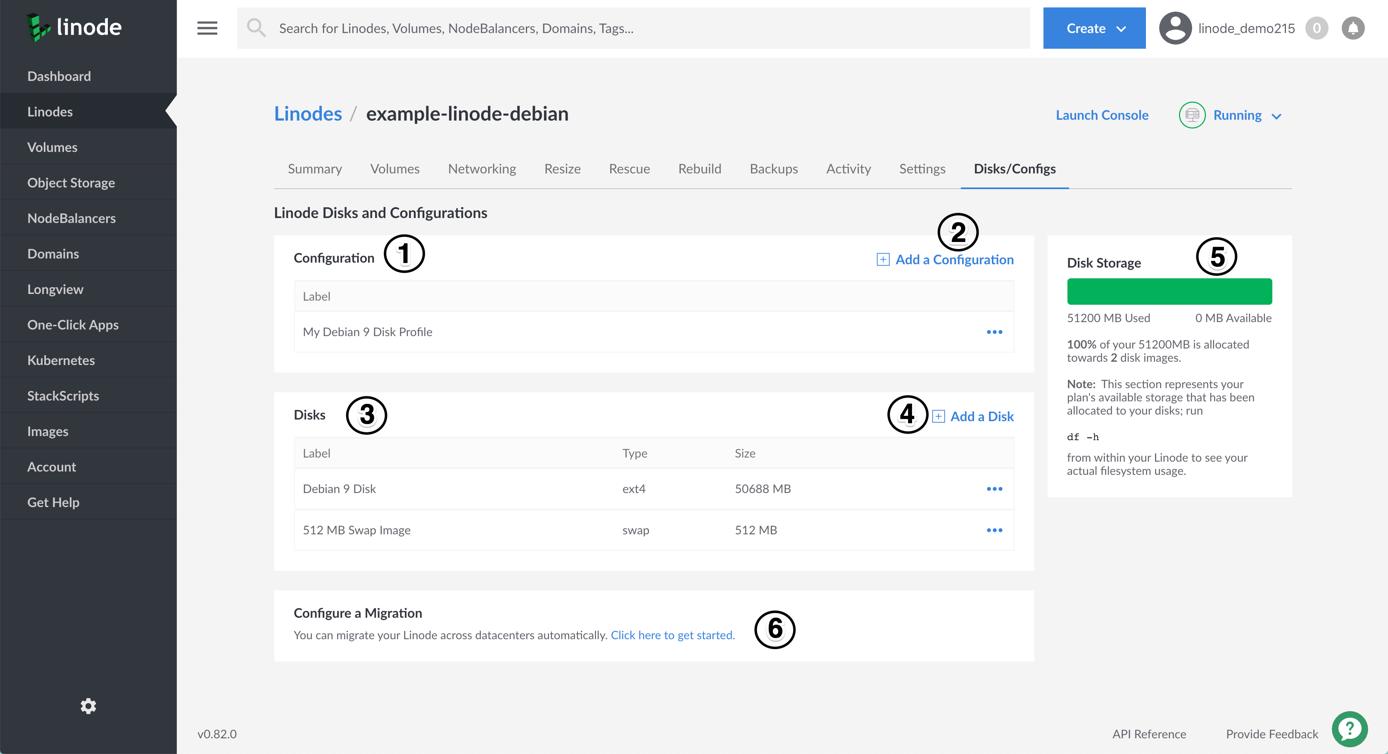 linode
Search for Linodes, Volumes, NodeBalancers, Domains, Tags...
Create
linode_demo215
0
Dashboard
Linodes
Volumes
Object Storage
NodeBalancers
Domains
Longview
One-Click Apps
Kubernetes
StackScripts
Images
Account
Get Help
Linodes / example-linode-debian
Launch Console
Running
Summary Volumes Networking Resize Rescue Rebuild Backups Activity Settings Disks/Configs
Linode Disks and Configurations
Configuration 1
2
Add a Configuration
Label
My Debian 9 Disk Profile
Disks 3
4 Add a Disk
Label Type Size
Debian 9 Disk ext4 50688 MB
512 MB Swap Image swap 512 MB
Configure a Migration
You can migrate your Linode across datacenters automatically. Click here to get started. 6
Disk Storage 5
51200 MB Used 0 MB Available
100% of your 51200MB is allocated
towards 2 disk images.
Note: This section represents your
plan's available storage that has been
allocated to your disks; run
df -h
from within your Linode to see your
actual filesystem usage.
v0.82.0
API Reference
Provide Feedback
?